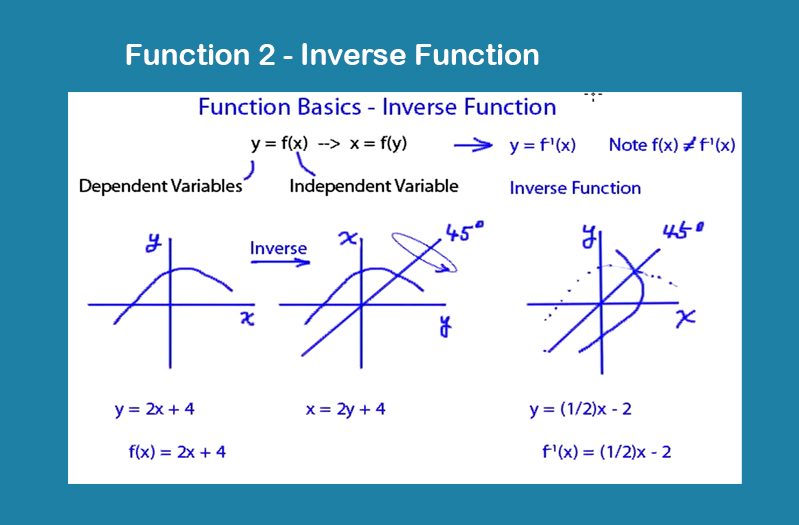 Function 2 - Inverse Function
Function Basics - Inverse Function
y = f(x) --> x = f(y) → y = f⁻¹(x) Note f(x) ≠ f⁻¹(x)
Dependent Variables Independent Variable Inverse Function
y Inverse x 45° y 45°
x y x
y = 2x + 4 x = 2y + 4 y = (1/2)x - 2
f(x) = 2x + 4 f⁻¹(x) = (1/2)x - 2